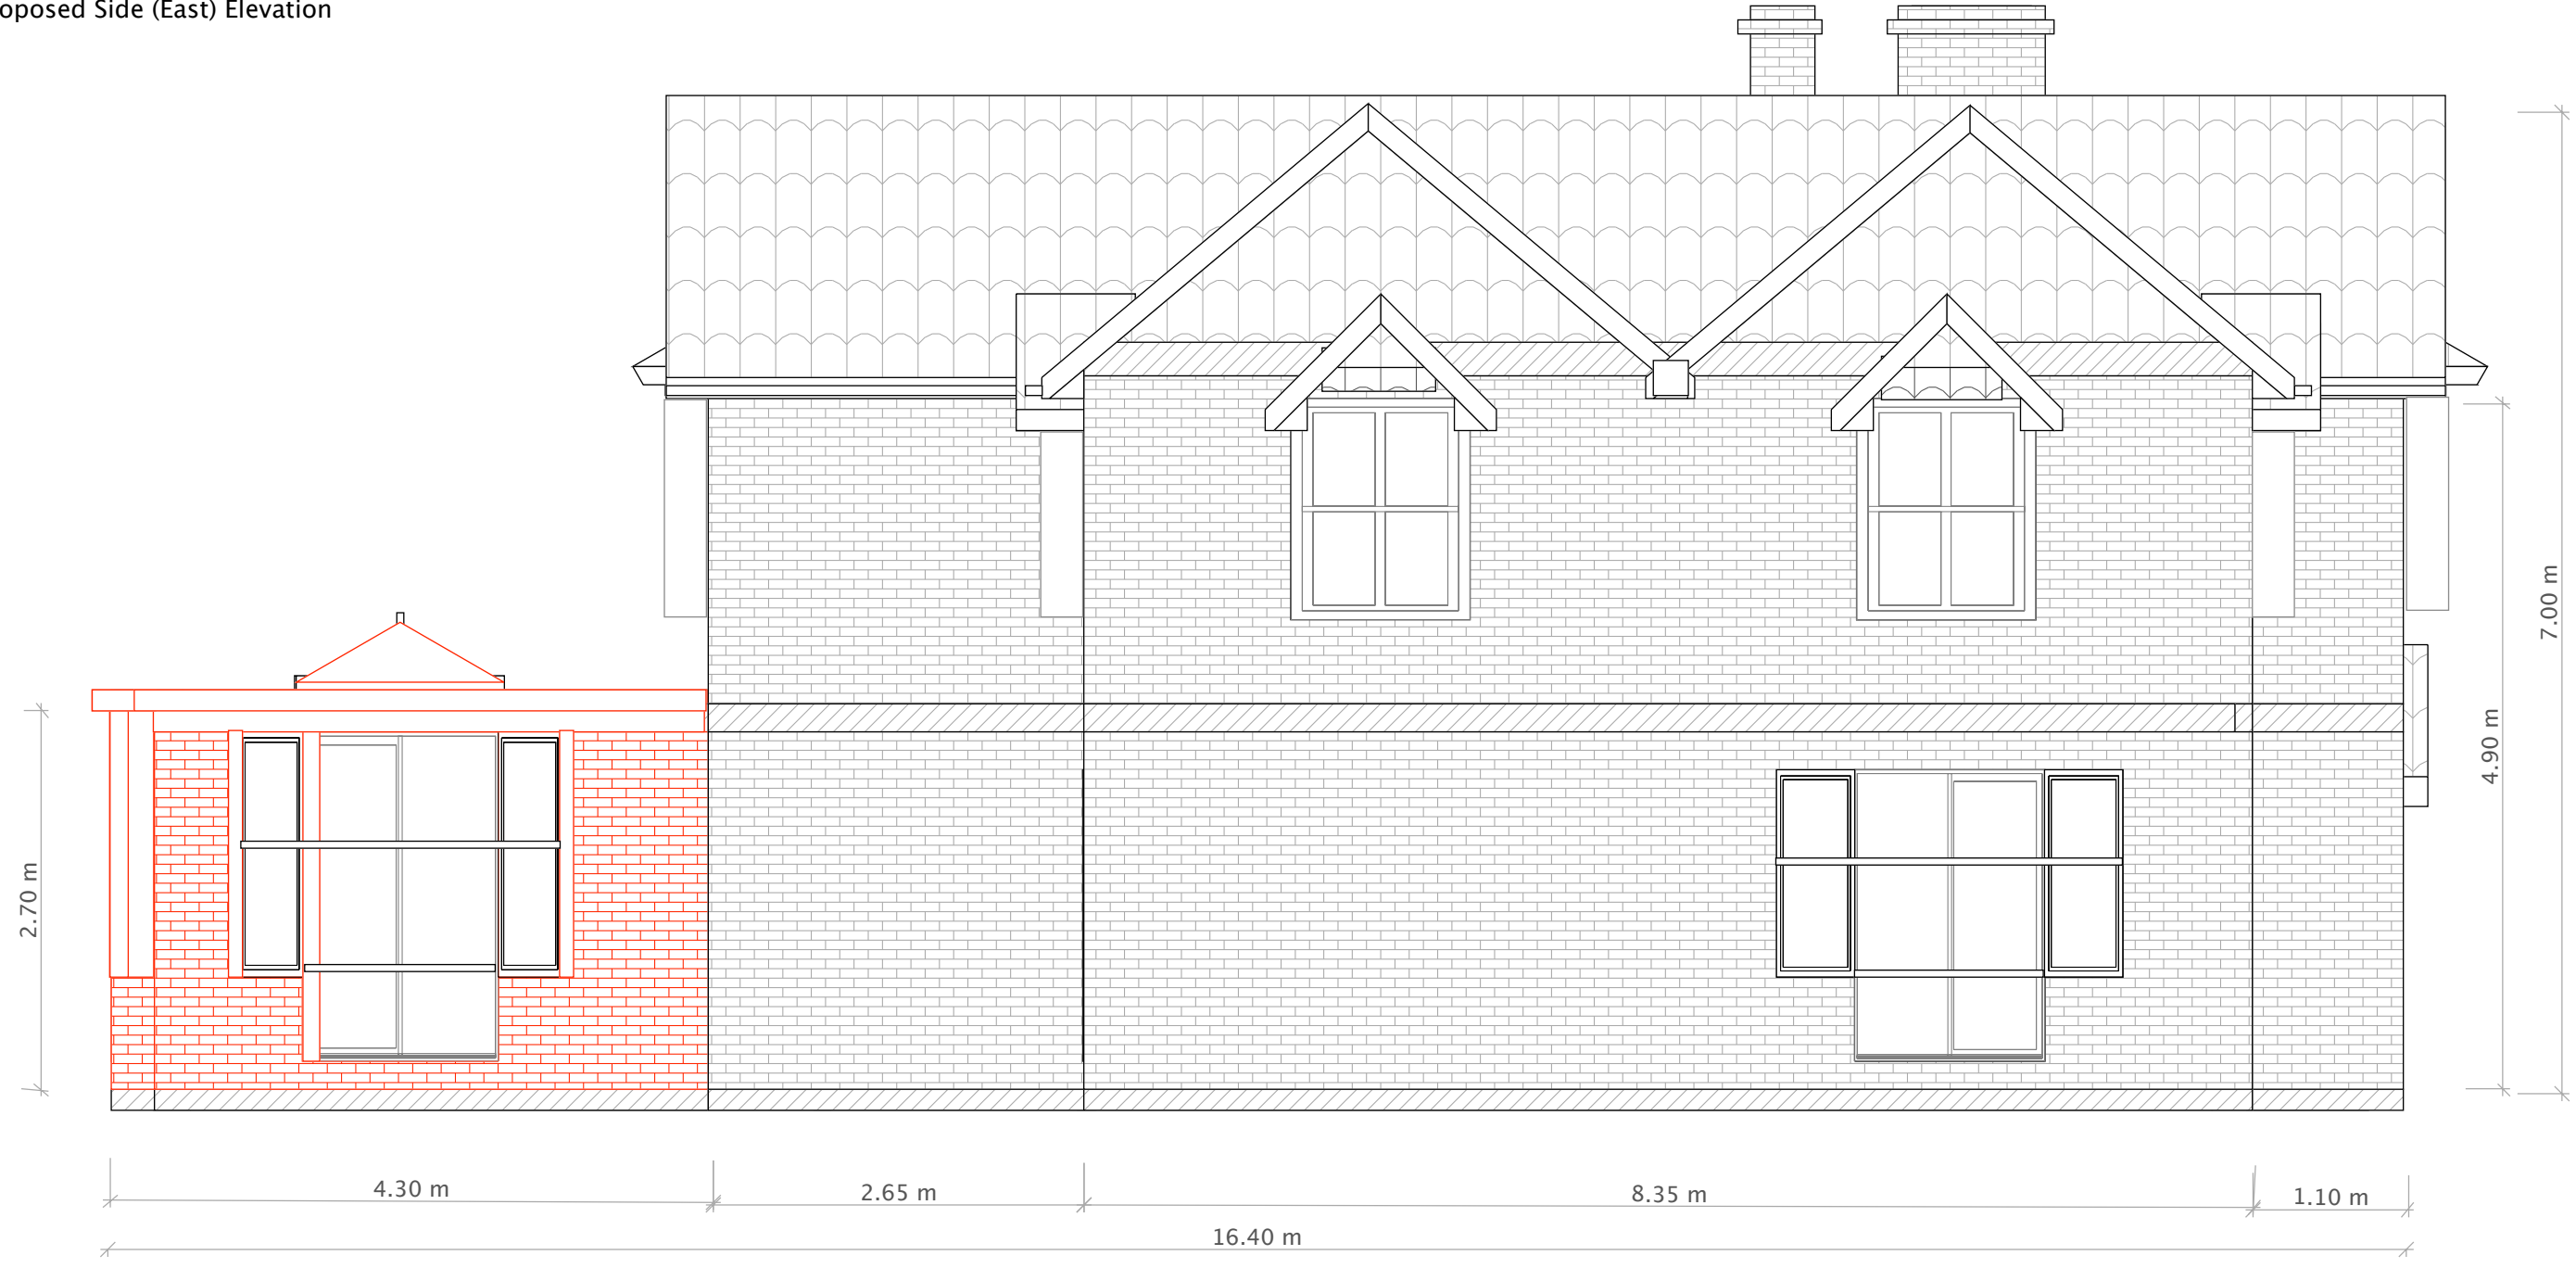 oposed Side (East) Elevation
7.00 m
4.90 m
2.70 m
4.30 m
2.65 m
8.35 m
1.10 m
16.40 m